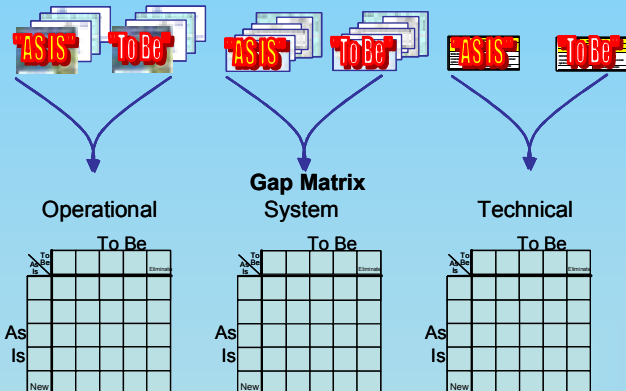 "AS IS"
"To Be"
"AS IS"
"To Be"
"AS IS"
"To Be"
Gap Matrix
Operational
System
Technical
To Be
To Be
To Be
To Be
As Is
Eliminate
To Be
As Is
Eliminate
To Be
As Is
Eliminate
As
Is
As
Is
As
Is
New
New
New